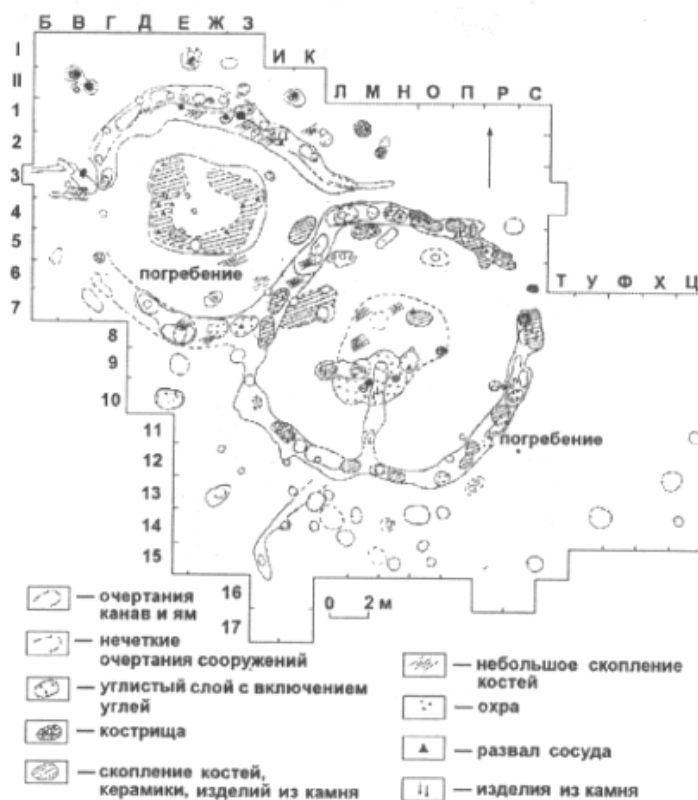 Б В Г Д Е Ж З
И К
Л М Н О П Р С
I
II
1
2
3
4
5
6
7
погребение
Т У Ф Х Ц
8
9
10
11
12
13
14
15
16
17
погребение
0 2 м
— очертания
канав и ям
— нечеткие
очертания сооружений
— углистый слой с включением
углей
— кострища
— скопление костей,
керамики, изделий из камня
— небольшое скопление
костей
— охра
— развал сосуда
— изделия из камня